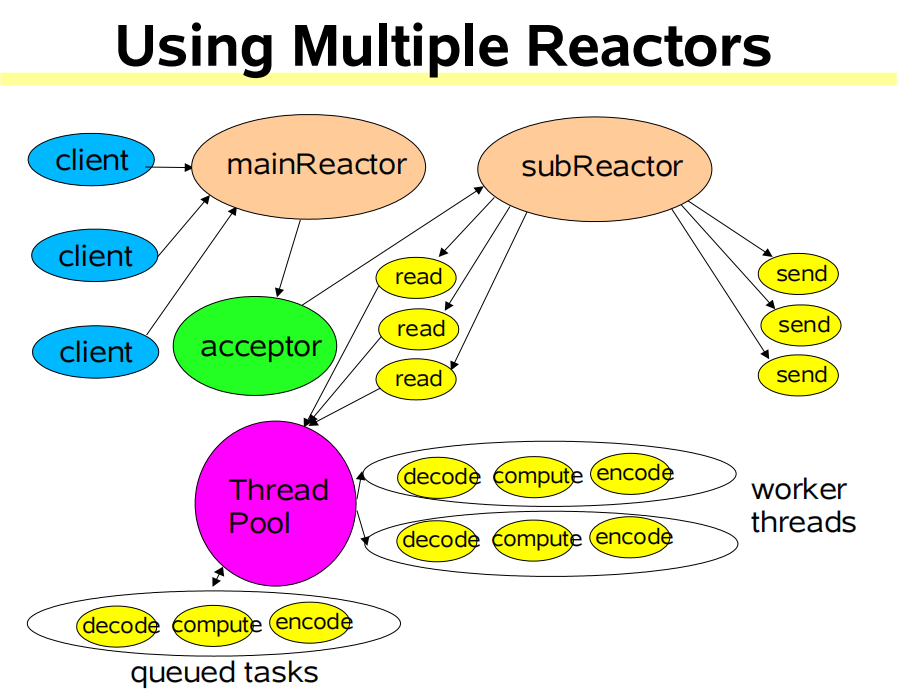 Using Multiple Reactors
client
mainReactor
subReactor
client
client
acceptor
read
read
read
send
send
send
Thread
Pool
decode compute encode
decode compute encode
worker
threads
decode compute encode
queued tasks